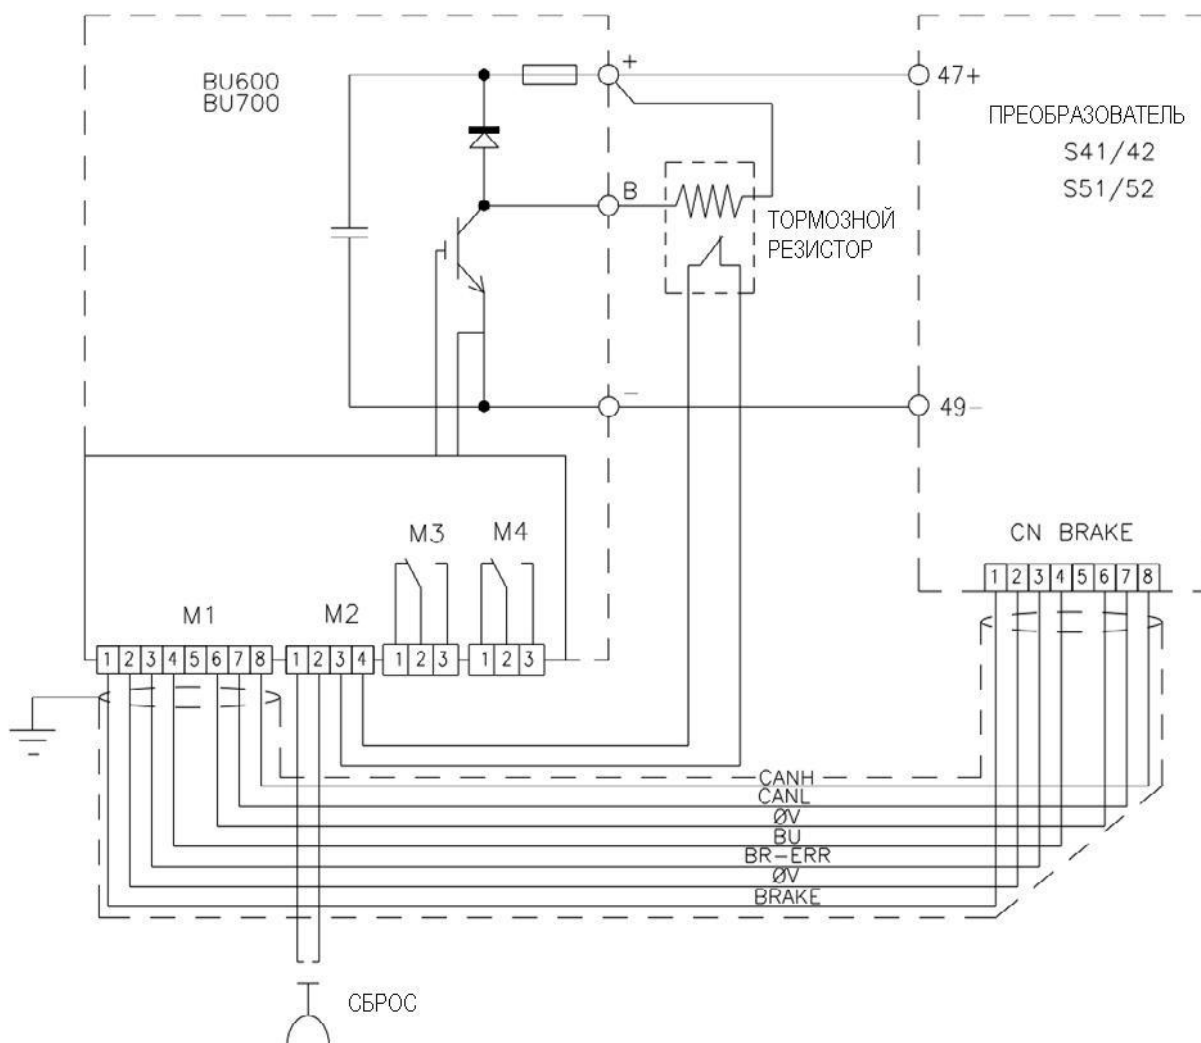 BU600
BU700
+
47+
ПРЕОБРАЗОВАТЕЛЬ
S41/42
S51/52
B
ТОРМОЗНОЙ
РЕЗИСТОР
−
49−
CN BRAKE
1 2 3 4 5 6 7 8
M3
M4
M1
M2
1 2 3 4 5 6 7 8
1 2 3 4
1 2 3
1 2 3
CANH
CANL
ØV
BU
BR−ERR
ØV
BRAKE
СБРОС